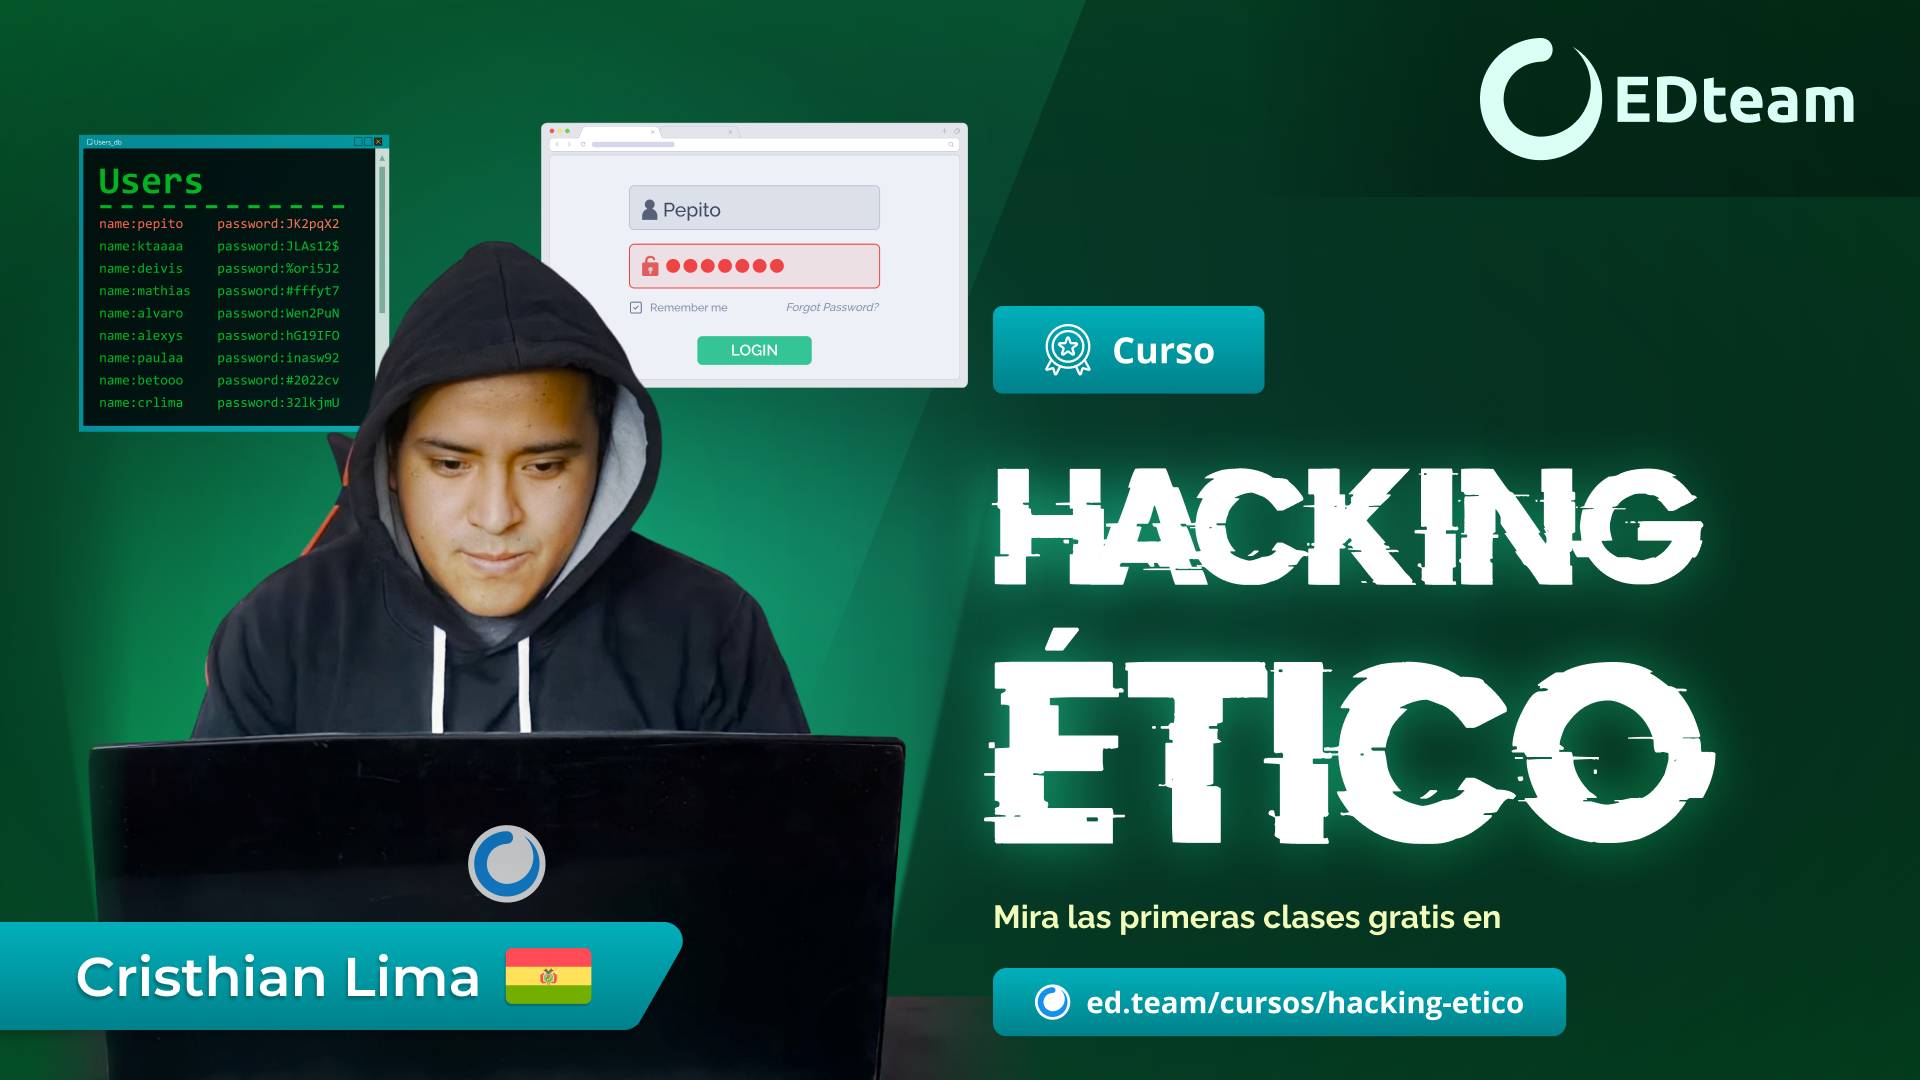 EDteam
Users_db
Users
name:pepito password:JK2pqX2
name:ktaaaa password:JLAs12$
name:deivis password:%ori5J2
name:mathias password:#fffyt7
name:alvaro password:Wen2PuN
name:alexys password:hG19IFO
name:paulaa password:inasw92
name:betooo password:#2022cv
name:crlima password:32lkjmU
Pepito
Remember me Forgot Password?
LOGIN
Curso
HACKING
ÉTICO
Mira las primeras clases gratis en
ed.team/cursos/hacking-etico
Cristhian Lima